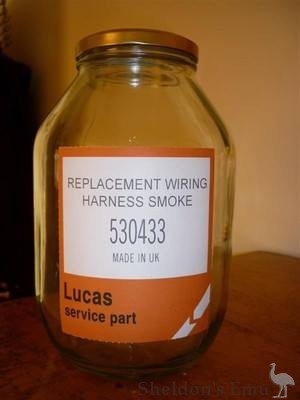 REPLACEMENT WIRING
HARNESS SMOKE
530433
MADE IN UK
Lucas
service part
Sheldon's Emu